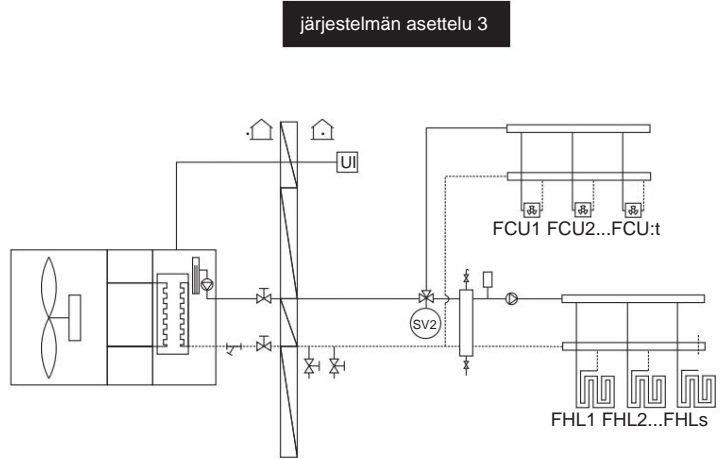 järjestelmän asettelu 3
UI
FCU1 FCU2...FCU:t
SV2
FHL1 FHL2...FHLs